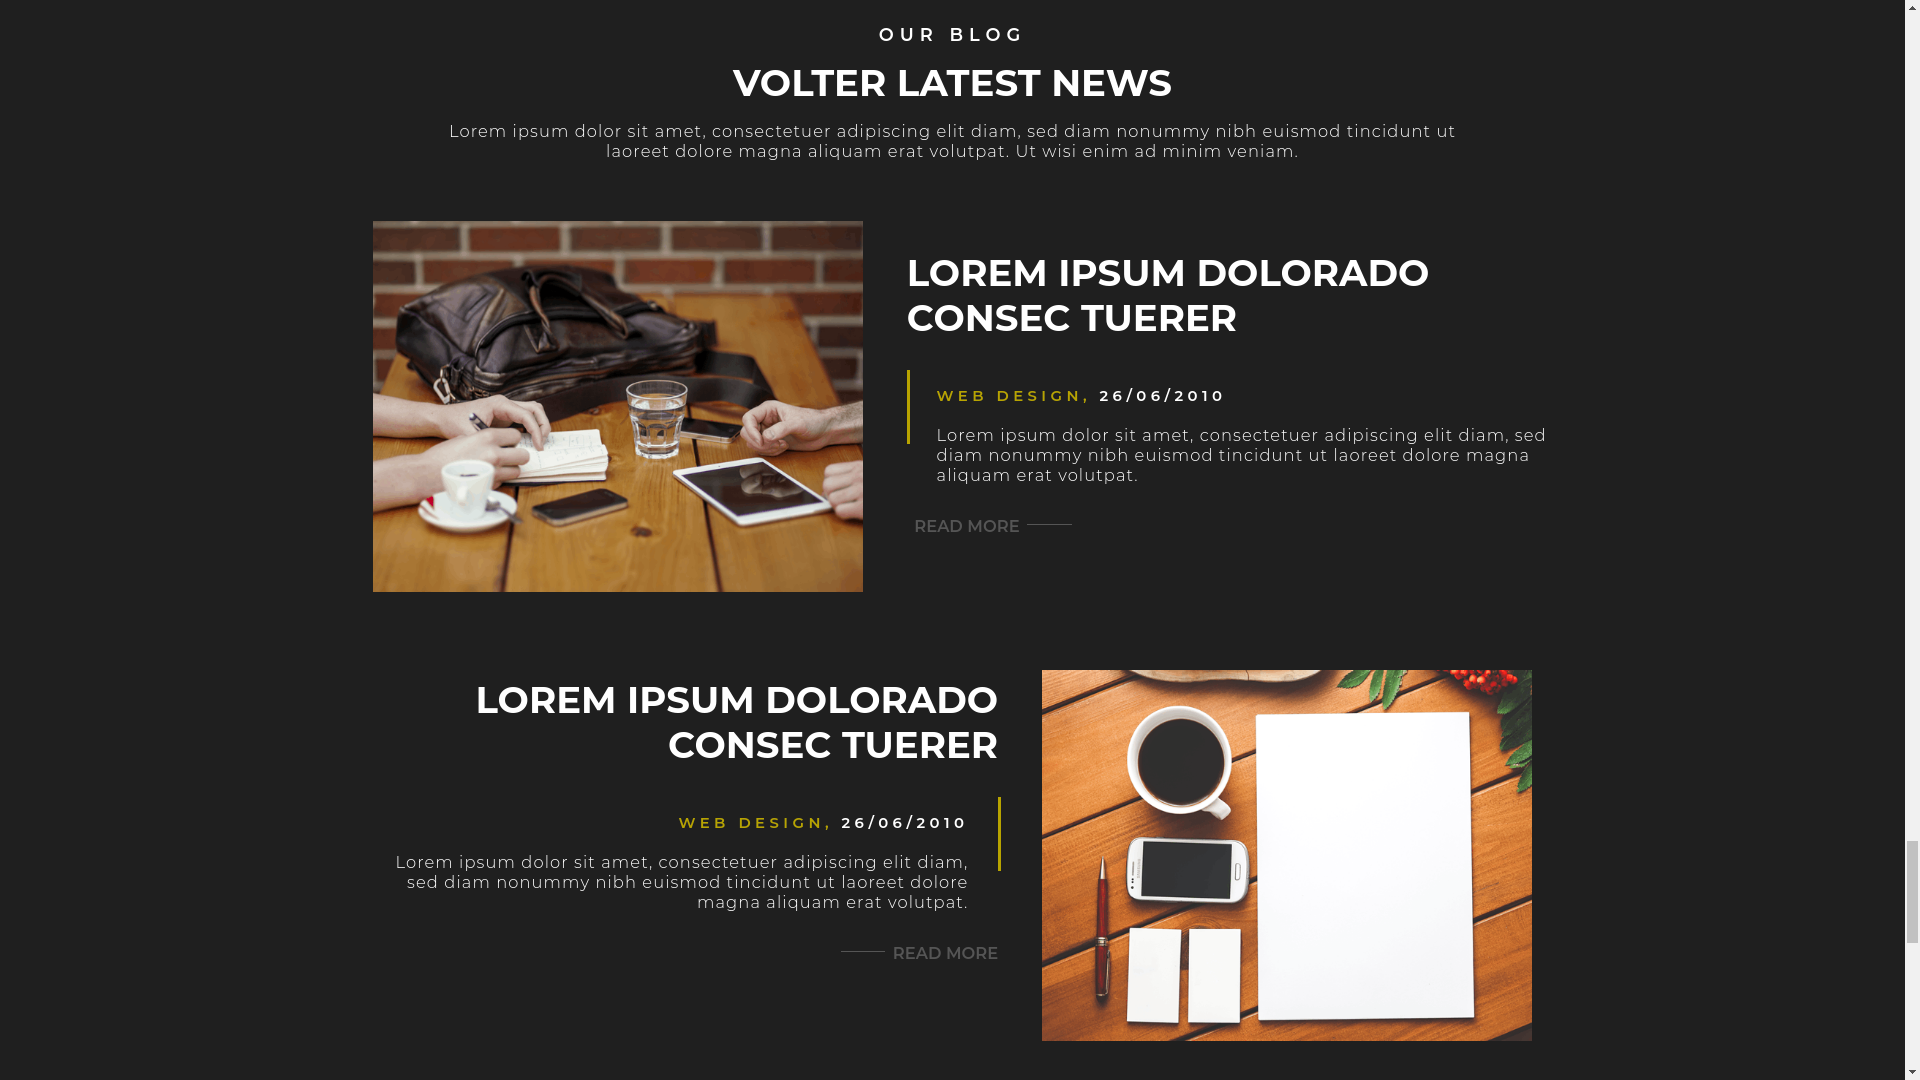 OUR BLOG
VOLTER LATEST NEWS
Lorem ipsum dolor sit amet, consectetuer adipiscing elit diam, sed diam nonummy nibh euismod tincidunt ut
laoreet dolore magna aliquam erat volutpat. Ut wisi enim ad minim veniam.
LOREM IPSUM DOLORADO
CONSEC TUERER
WEB DESIGN, 26/06/2010
Lorem ipsum dolor sit amet, consectetuer adipiscing elit diam, sed
diam nonummy nibh euismod tincidunt ut laoreet dolore magna
aliquam erat volutpat.
READ MORE
LOREM IPSUM DOLORADO
CONSEC TUERER
WEB DESIGN, 26/06/2010
Lorem ipsum dolor sit amet, consectetuer adipiscing elit diam,
sed diam nonummy nibh euismod tincidunt ut laoreet dolore
magna aliquam erat volutpat.
READ MORE